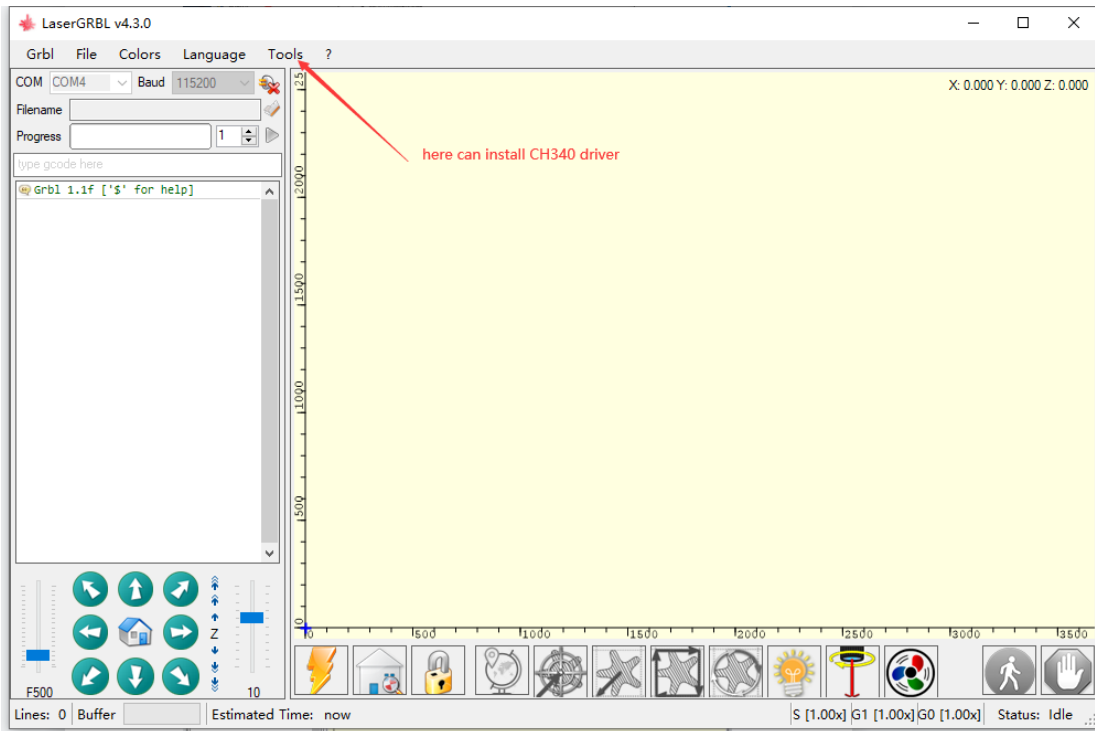 LaserGRBL v4.3.0
Grbl File Colors Language Tools ?
COM COM4 Baud 115200
X: 0.000 Y: 0.000 Z: 0.000
Filename
Progress 1
type gcode here
here can install CH340 driver
Grbl 1.1f ['$' for help]
25
2000
1500
1000
500
0
0 500 1000 1500 2000 2500 3000 3500
Z
F500 10
Lines: 0 Buffer Estimated Time: now S [1.00x] G1 [1.00x] G0 [1.00x] Status: Idle